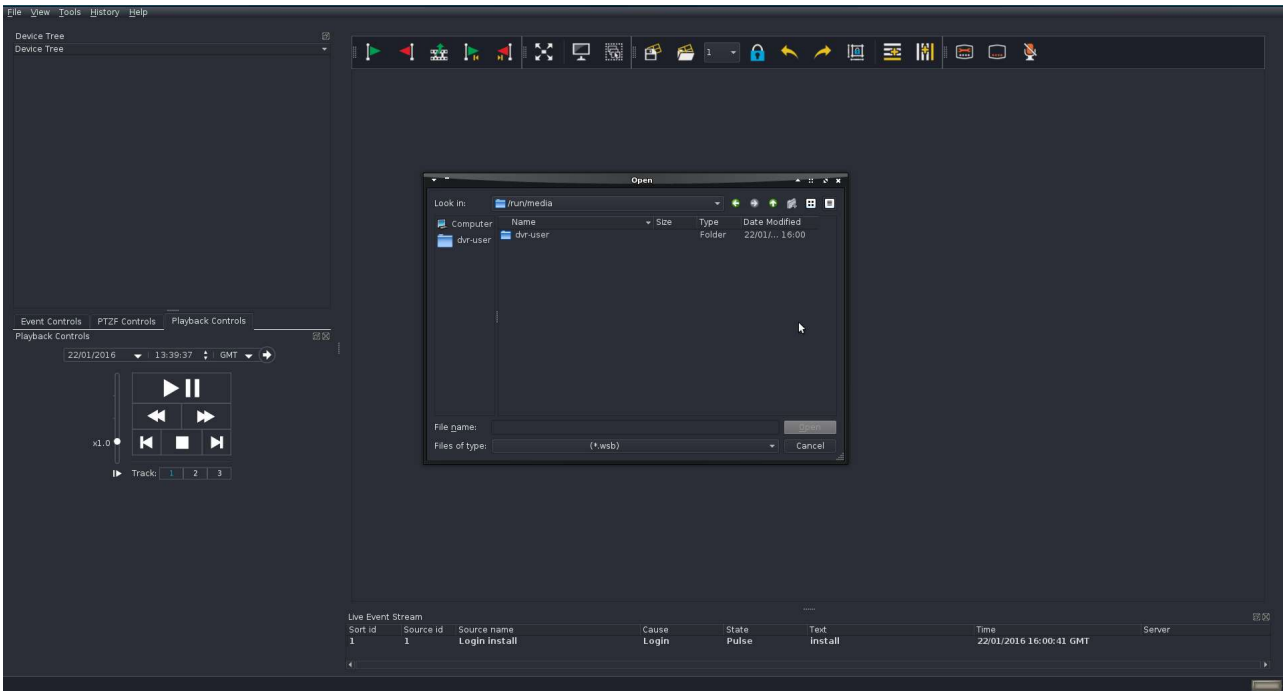 File View Tools History Help
Device Tree
Device Tree
1
Open
Look in: /run/media
Computer
dvr-user
Name Size Type Date Modified
dvr-user Folder 22/01/... 16:00
File name: Open
Files of type: (*.wsb) Cancel
Event Controls PTZF Controls Playback Controls
Playback Controls
22/01/2016 13:39:37 GMT
x1.0
Track: 1 2 3
Live Event Stream
Sort id Source id Source name Cause State Text Time Server
1 1 Login install Login Pulse install 22/01/2016 16:00:41 GMT